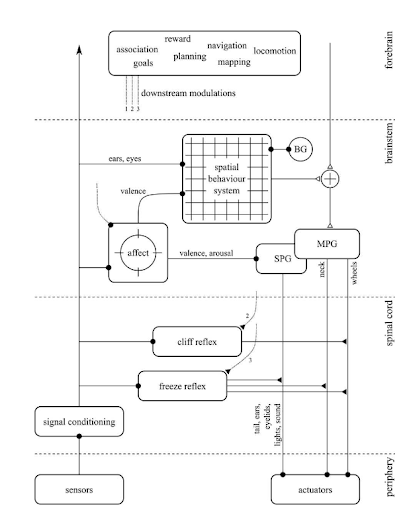 reward
association
navigation
locomotion
goals
planning
mapping
forebrain
1 2 3
downstream modulations
brainstem
ears, eyes
spatial
behaviour
system
BG
valence
affect
valence, arousal
SPG
MPG
neck
wheels
spinal cord
2
cliff reflex
3
freeze reflex
tail, ears,
eyelids,
lights, sound
signal conditioning
periphery
sensors
actuators